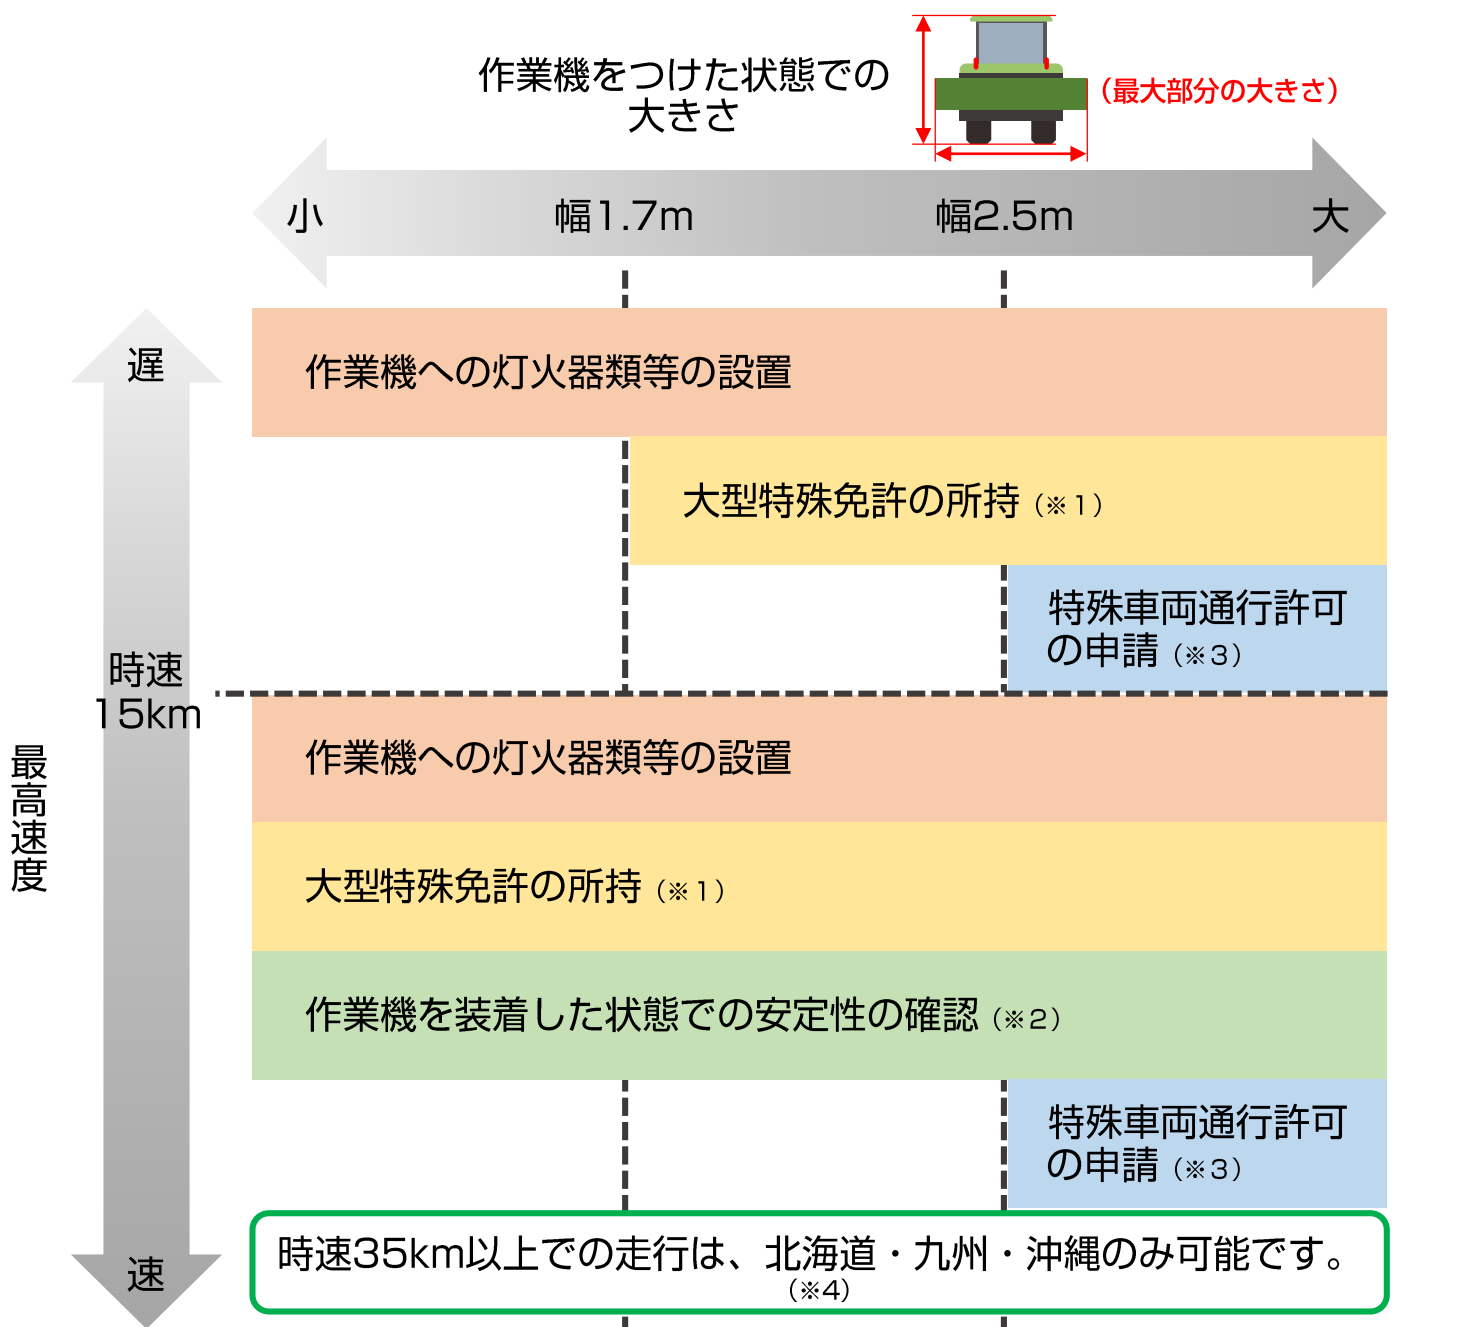 作業機をつけた状態での
大きさ
（最大部分の大きさ）
小
幅1.7m
幅2.5m
大
遅
作業機への灯火器類等の設置
大型特殊免許の所持（※1）
特殊車両通行許可
の申請（※3）
時速
15km
最高速度
作業機への灯火器類等の設置
大型特殊免許の所持（※1）
作業機を装着した状態での安定性の確認（※2）
特殊車両通行許可
の申請（※3）
速
時速35km以上での走行は、北海道・九州・沖縄のみ可能です。
（※4）